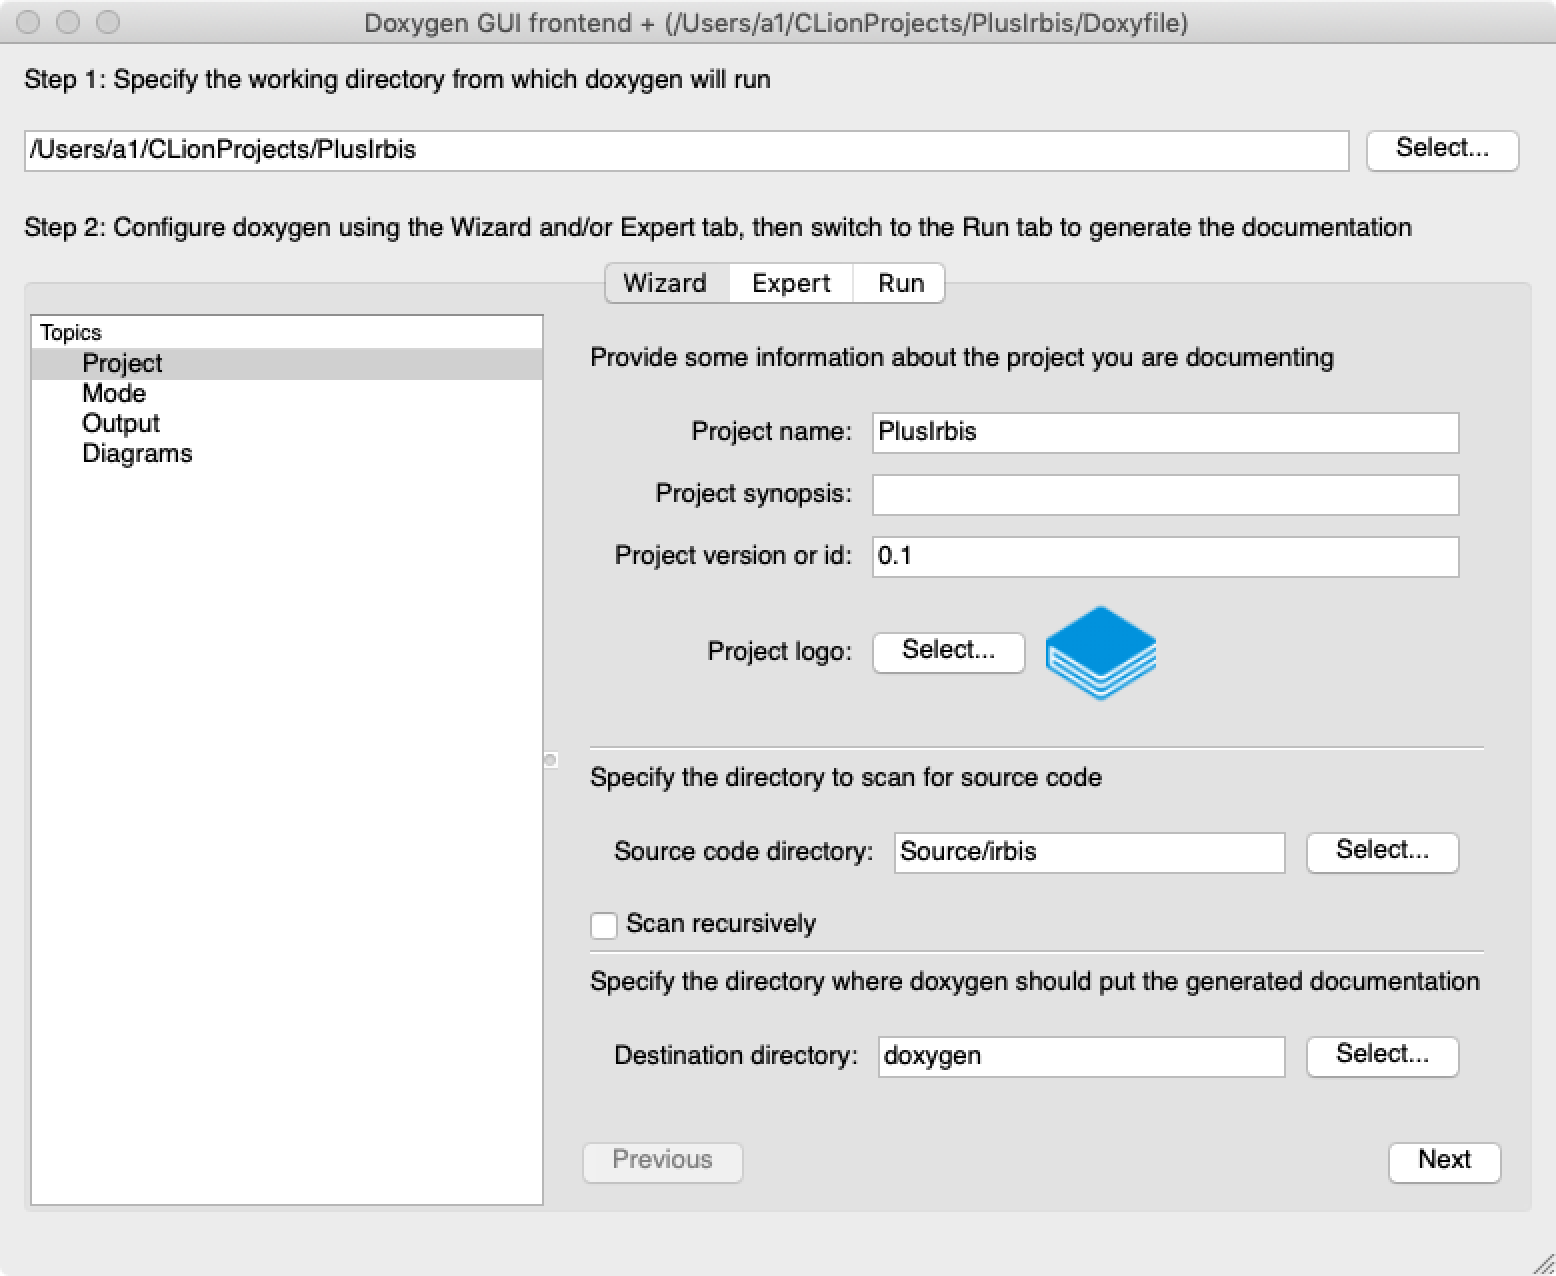 Doxygen GUI frontend + (/Users/a1/CLionProjects/PlusIrbis/Doxyfile)
Step 1: Specify the working directory from which doxygen will run
/Users/a1/CLionProjects/PlusIrbis
Select...
Step 2: Configure doxygen using the Wizard and/or Expert tab, then switch to the Run tab to generate the documentation
Wizard Expert Run
Topics
Project
Mode
Output
Diagrams
Provide some information about the project you are documenting
Project name: PlusIrbis
Project synopsis:
Project version or id: 0.1
Project logo: Select...
Specify the directory to scan for source code
Source code directory: Source/irbis Select...
Scan recursively
Specify the directory where doxygen should put the generated documentation
Destination directory: doxygen Select...
Previous Next